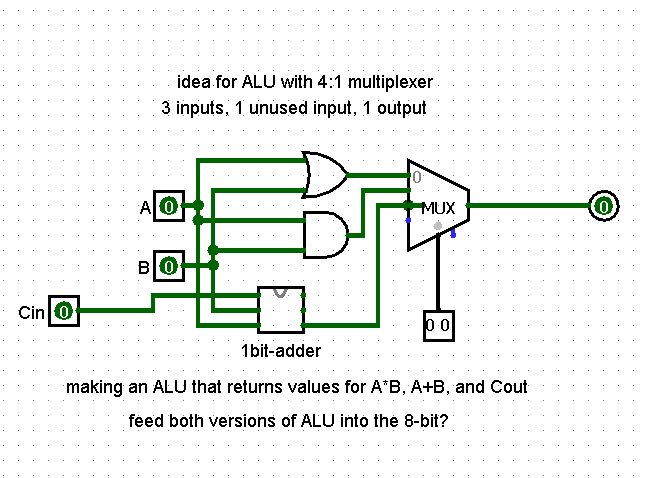 idea for ALU with 4:1 multiplexer
3 inputs, 1 unused input, 1 output
0
A 0
MUX
0
B 0
Cin 0
0 0
1bit-adder
making an ALU that returns values for A*B, A+B, and Cout
feed both versions of ALU into the 8-bit?